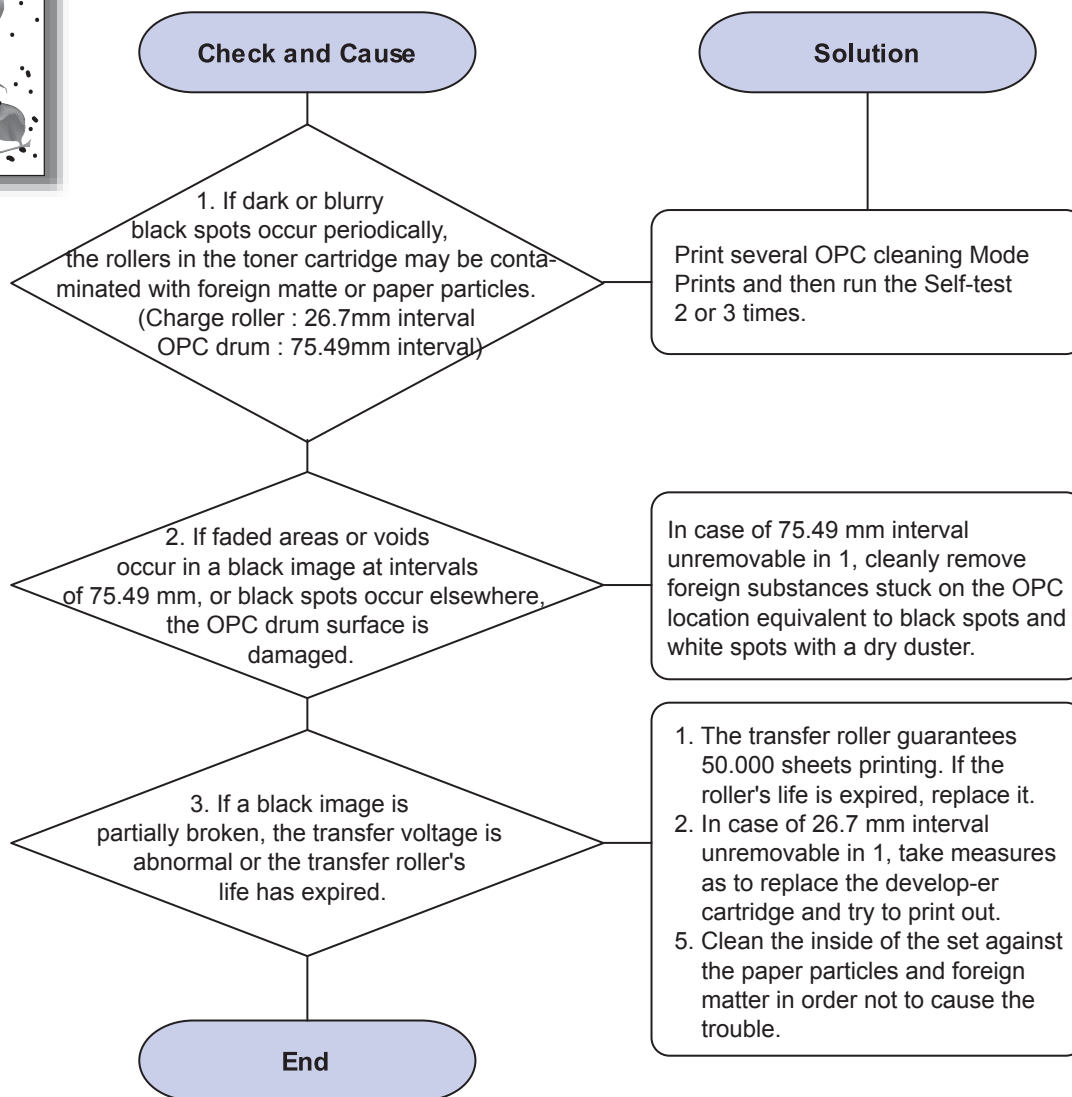 Check and Cause
Solution
1. If dark or blurry
black spots occur periodically,
the rollers in the toner cartridge may be conta-
minated with foreign matte or paper particles.
(Charge roller : 26.7mm interval
OPC drum : 75.49mm interval)
Print several OPC cleaning Mode
Prints and then run the Self-test
2 or 3 times.
2. If faded areas or voids
occur in a black image at intervals
of 75.49 mm, or black spots occur elsewhere,
the OPC drum surface is
damaged.
In case of 75.49 mm interval
unremovable in 1, cleanly remove
foreign substances stuck on the OPC
location equivalent to black spots and
white spots with a dry duster.
3. If a black image is
partially broken, the transfer voltage is
abnormal or the transfer roller's
life has expired.
1. The transfer roller guarantees
50.000 sheets printing. If the
roller's life is expired, replace it.
2. In case of 26.7 mm interval
unremovable in 1, take measures
as to replace the develop-er
cartridge and try to print out.
5. Clean the inside of the set against
the paper particles and foreign
matter in order not to cause the
trouble.
End